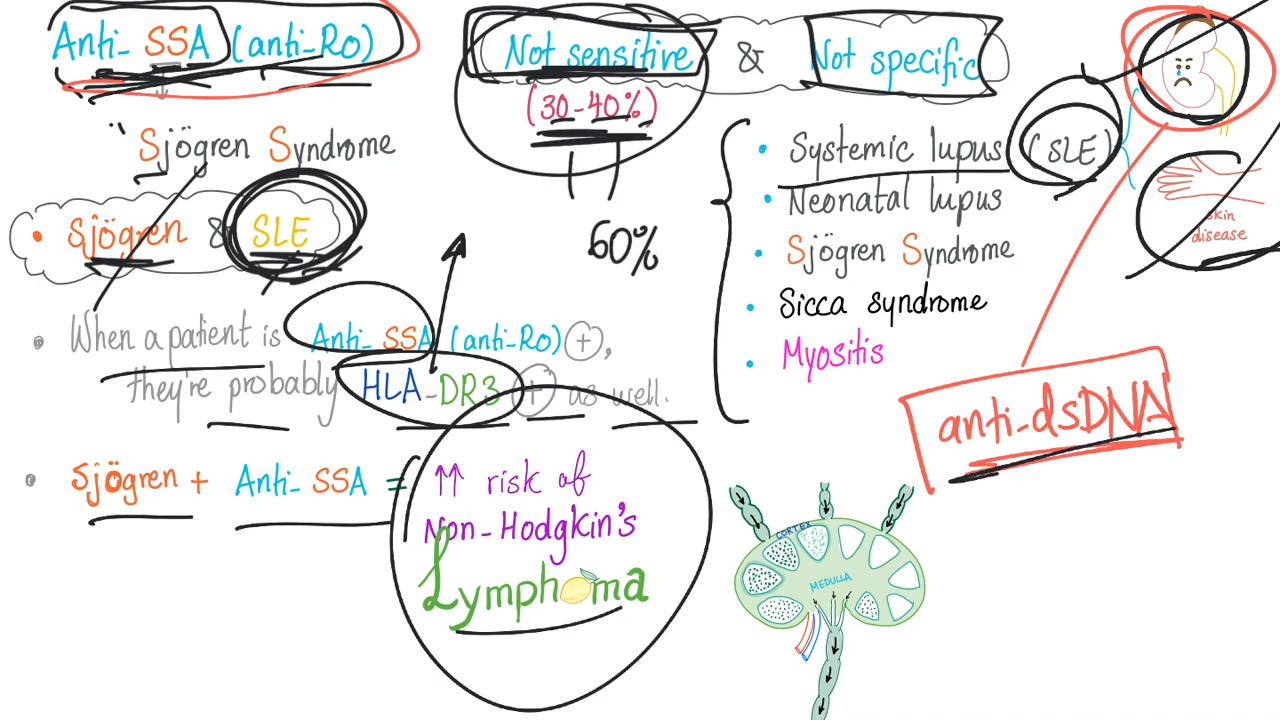 Anti-SSA (anti-Ro)
Not sensitive & Not specific
(30-40%)
60%
"Sjögren Syndrome
• Sjögren & SLE
• When a patient is Anti-SSA (anti-Ro) +,
they're probably HLA-DR3 + as well.
• Sjögren + Anti-SSA = ↑↑ risk of
Non-Hodgkin's
Lymphoma
• Systemic lupus (SLE)
• Neonatal lupus
• Sjögren Syndrome
• Sicca syndrome
• Myositis
skin
disease
anti-dsDNA
CORTEX
MEDULLA